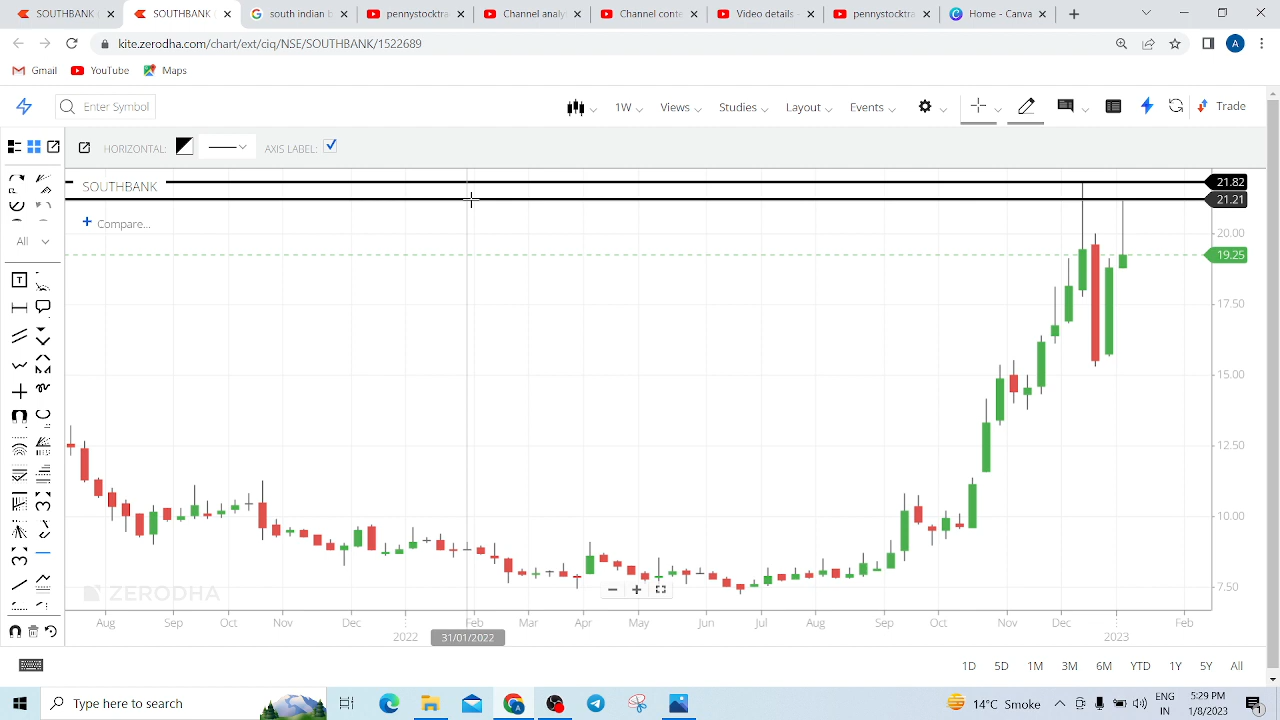 south indian b
pennystocktra
Channel analy
Channel conte
Video details
pennystocktra
Home - Canva
kite.zerodha.com/chart/ext/ciq/NSE/SOUTHBANK/1522689
A
Gmail
YouTube
Maps
Enter Symbol
1W
Views
Studies
Layout
Events
Trade
HORIZONTAL:
AXIS LABEL:
SOUTHBANK
21.82
21.21
Compare...
20.00
All
19.25
17.50
15.00
12.50
10.00
7.50
ZERODHA
Aug Sep Oct Nov Dec Feb Mar Apr May Jun Jul Aug Sep Oct Nov Dec Feb
2022 31/01/2022 2023
1D 5D 1M 3M 6M YTD 1Y 5Y All
Type here to search
14°C Smoke
ENG
IN
5:29 PM
1/8/2023